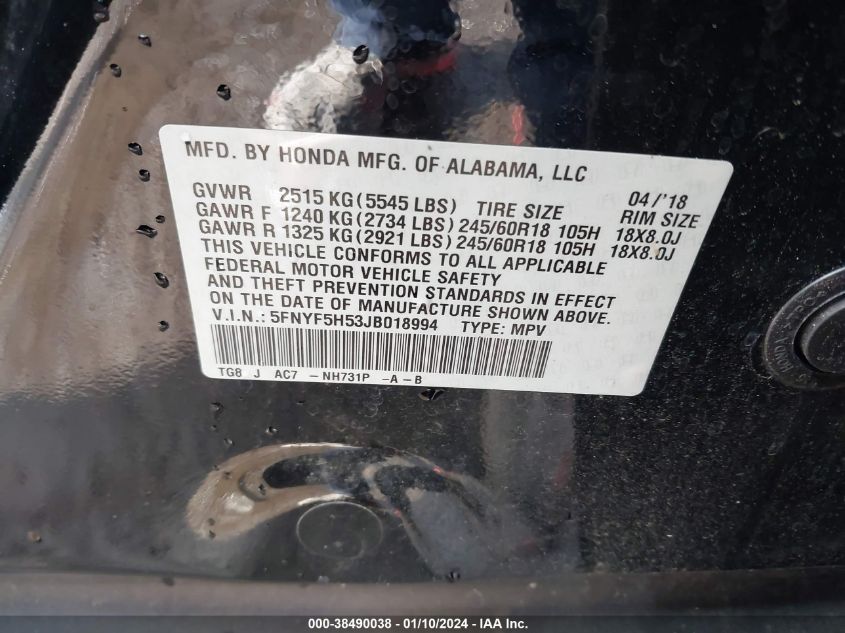 MFD. BY HONDA MFG. OF ALABAMA, LLC
GVWR 2515 KG (5545 LBS) TIRE SIZE 04/'18 RIM SIZE
GAWR F 1240 KG (2734 LBS) 245/60R18 105H 18X8.0J
GAWR R 1325 KG (2921 LBS) 245/60R18 105H 18X8.0J
THIS VEHICLE CONFORMS TO ALL APPLICABLE
FEDERAL MOTOR VEHICLE SAFETY
AND THEFT PREVENTION STANDARDS IN EFFECT
ON THE DATE OF MANUFACTURE SHOWN ABOVE.
V.I.N.: 5FNYF5H53JB018994 TYPE: MPV
TG8 J AC7 -NH731P -A-B
000-38490038 - 01/10/2024 - IAA Inc.